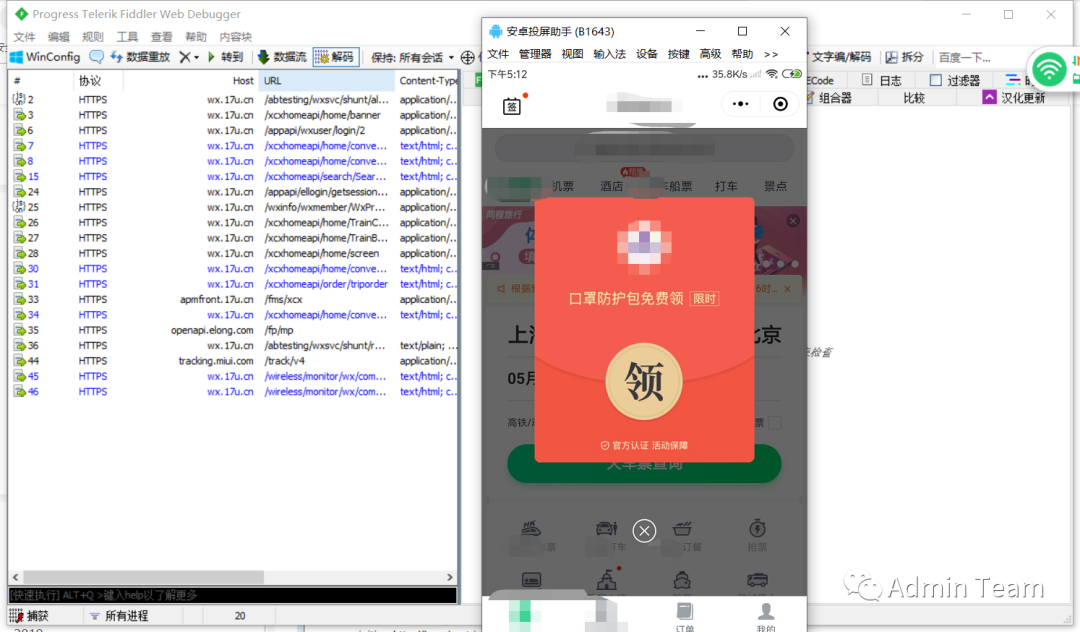 Progress Telerik Fiddler Web Debugger
文件 编辑 规则 工具 查看 帮助 内容块
WinConfig 数据重放 转到 数据流 解码 保持: 所有会话
# 协议 Host URL Content-Type
2 HTTPS wx.17u.cn /abtesting/wxsvc/shunt/al... application/...
3 HTTPS wx.17u.cn /xcxhomeapi/home/banner application/...
6 HTTPS wx.17u.cn /appapi/wxuser/login/2 application/...
7 HTTPS wx.17u.cn /xcxhomeapi/home/conve... text/html; c...
8 HTTPS wx.17u.cn /xcxhomeapi/home/conve... text/html; c...
15 HTTPS wx.17u.cn /xcxhomeapi/search/Sear... text/html; c...
24 HTTPS wx.17u.cn /appapi/ellogin/getsession... application/...
25 HTTPS wx.17u.cn /wxinfo/wxmember/WxPr... application/...
26 HTTPS wx.17u.cn /xcxhomeapi/home/TrainC... application/...
27 HTTPS wx.17u.cn /xcxhomeapi/home/TrainB... application/...
28 HTTPS wx.17u.cn /xcxhomeapi/home/screen application/...
30 HTTPS wx.17u.cn /xcxhomeapi/home/conve... text/html; c...
31 HTTPS wx.17u.cn /xcxhomeapi/order/triporder text/html; c...
33 HTTPS apmfront.17u.cn /fms/xcx application/...
34 HTTPS wx.17u.cn /xcxhomeapi/home/conve... text/html; c...
35 HTTPS openapi.elong.com /fp/mp application/...
36 HTTPS wx.17u.cn /abtesting/wxsvc/shunt/r... text/plain; ...
44 HTTPS tracking.miui.com /track/v4 application/...
45 HTTPS wx.17u.cn /wireless/monitor/wx/com... text/html; c...
46 HTTPS wx.17u.cn /wireless/monitor/wx/com... text/html; c...
[快速执行] ALT+Q >键入help以了解更多
捕获 所有进程 20
安卓投屏助手 (B1643)
文件 管理器 视图 输入法 设备 按键 高级 帮助 >>
下午5:12 ... 35.8K/s
签
机票 酒店 船票 打车 景点
同程旅行
口罩防护包免费领 限时
领
官方认证 活动保障
上
北京
05月
高铁/
火车票查询
订餐 抢票
订单 我的
文字编/解码 拆分 百度一下...
日志 过滤器
组合器 比较 汉化更新
Admin Team